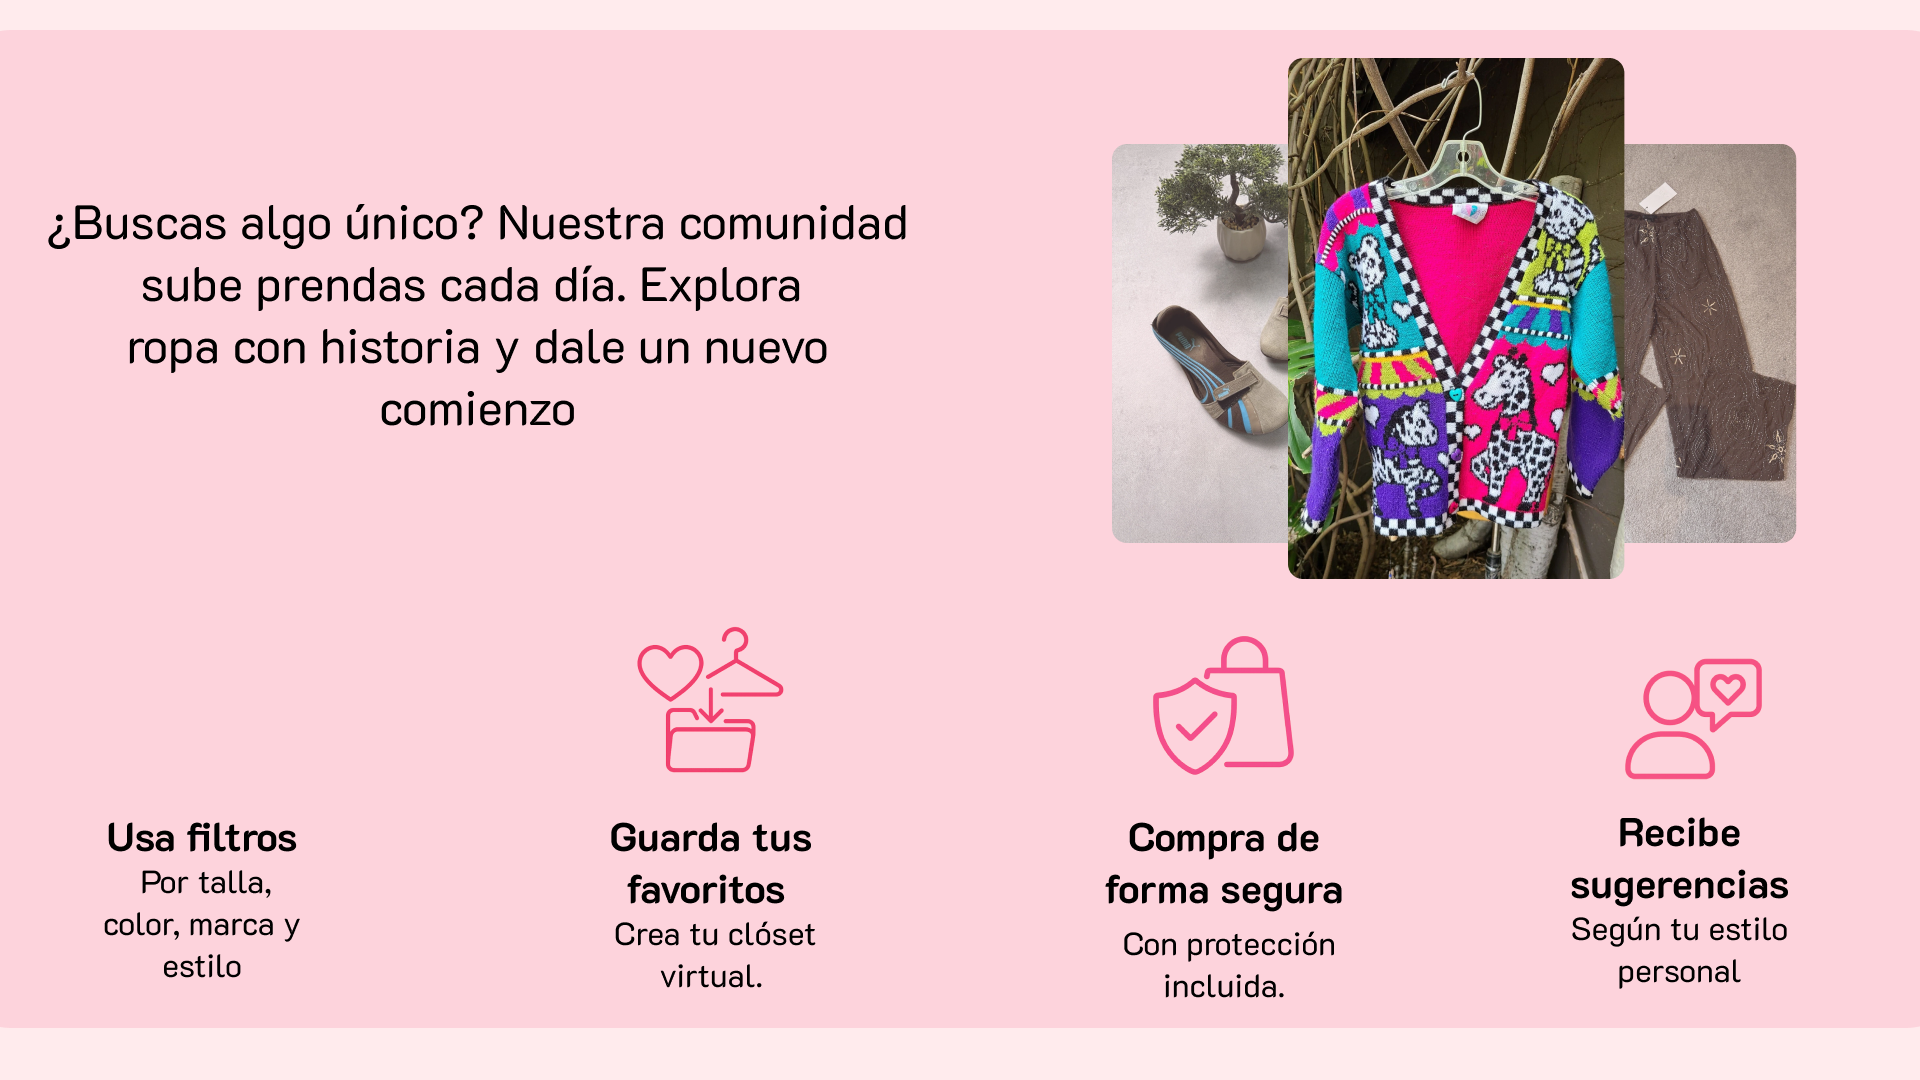 ¿Buscas algo único? Nuestra comunidad
sube prendas cada día. Explora
ropa con historia y dale un nuevo
comienzo
Usa filtros
Por talla,
color, marca y
estilo
Guarda tus
favoritos
Crea tu clóset
virtual.
Compra de
forma segura
Con protección
incluida.
Recibe
sugerencias
Según tu estilo
personal